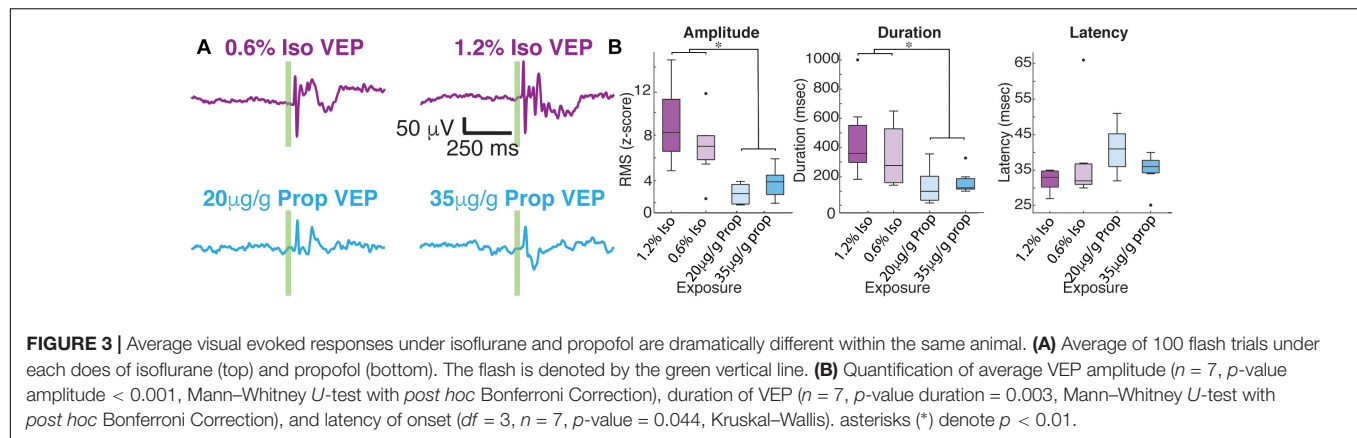 A 0.6% Iso VEP
1.2% Iso VEP
50 μV
250 ms
20μg/g Prop VEP
35μg/g Prop VEP
B
Amplitude
*
RMS (z-score)
12
8
4
0
1.2% Iso
0.6% Iso
20μg/g Prop
35μg/g prop
Exposure
Duration
*
Duration (msec)
1000
800
600
400
200
0
1.2% Iso
0.6% Iso
20μg/g Prop
35μg/g prop
Exposure
Latency
Latency (msec)
65
55
45
35
25
1.2% Iso
0.6% Iso
20μg/g Prop
35μg/g prop
Exposure
FIGURE 3 | Average visual evoked responses under isoflurane and propofol are dramatically different within the same animal. (A) Average of 100 flash trials under
each does of isoflurane (top) and propofol (bottom). The flash is denoted by the green vertical line. (B) Quantification of average VEP amplitude (n = 7, p-value
amplitude < 0.001, Mann–Whitney U-test with post hoc Bonferroni Correction), duration of VEP (n = 7, p-value duration = 0.003, Mann–Whitney U-test with
post hoc Bonferroni Correction), and latency of onset (df = 3, n = 7, p-value = 0.044, Kruskal–Wallis). asterisks (*) denote p < 0.01.